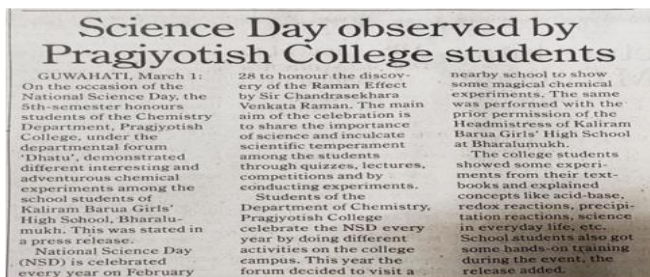 Science Day observed by
Pragjyotish College students
GUWAHATI, March 1:
On the occasion of the
National Science Day, the
5th-semester honours
students of the Chemistry
Department, Pragjyotish
College, under the
departmental forum
'Dhatu', demonstrated
different interesting and
adventurous chemical
experiments among the
school students of
Kaliram Barua Girls'
High School, Bharalu-
mukh. This was stated in
a press release.
National Science Day
(NSD) is celebrated
every year on February
28 to honour the discov-
ery of the Raman Effect
by Sir Chandrasekhara
Venkata Raman. The main
aim of the celebration is
to share the importance
of science and inculcate
scientific temperament
among the students
through quizzes, lectures,
competitions and by
conducting experiments.
Students of the
Department of Chemistry,
Pragjyotish College
celebrate the NSD every
year by doing different
activities on the college
campus. This year the
forum decided to visit a
nearby school to show
some magical chemical
experiments. The same
was performed with the
prior permission of the
Headmistress of Kaliram
Barua Girls' High School
at Bharalumukh.
The college students
showed some experi-
ments from their text-
books and explained
concepts like acid-base,
redox reactions, precipi-
tation reactions, science
in everyday life, etc.
School students also got
some hands-on training
during the event, the
release added.